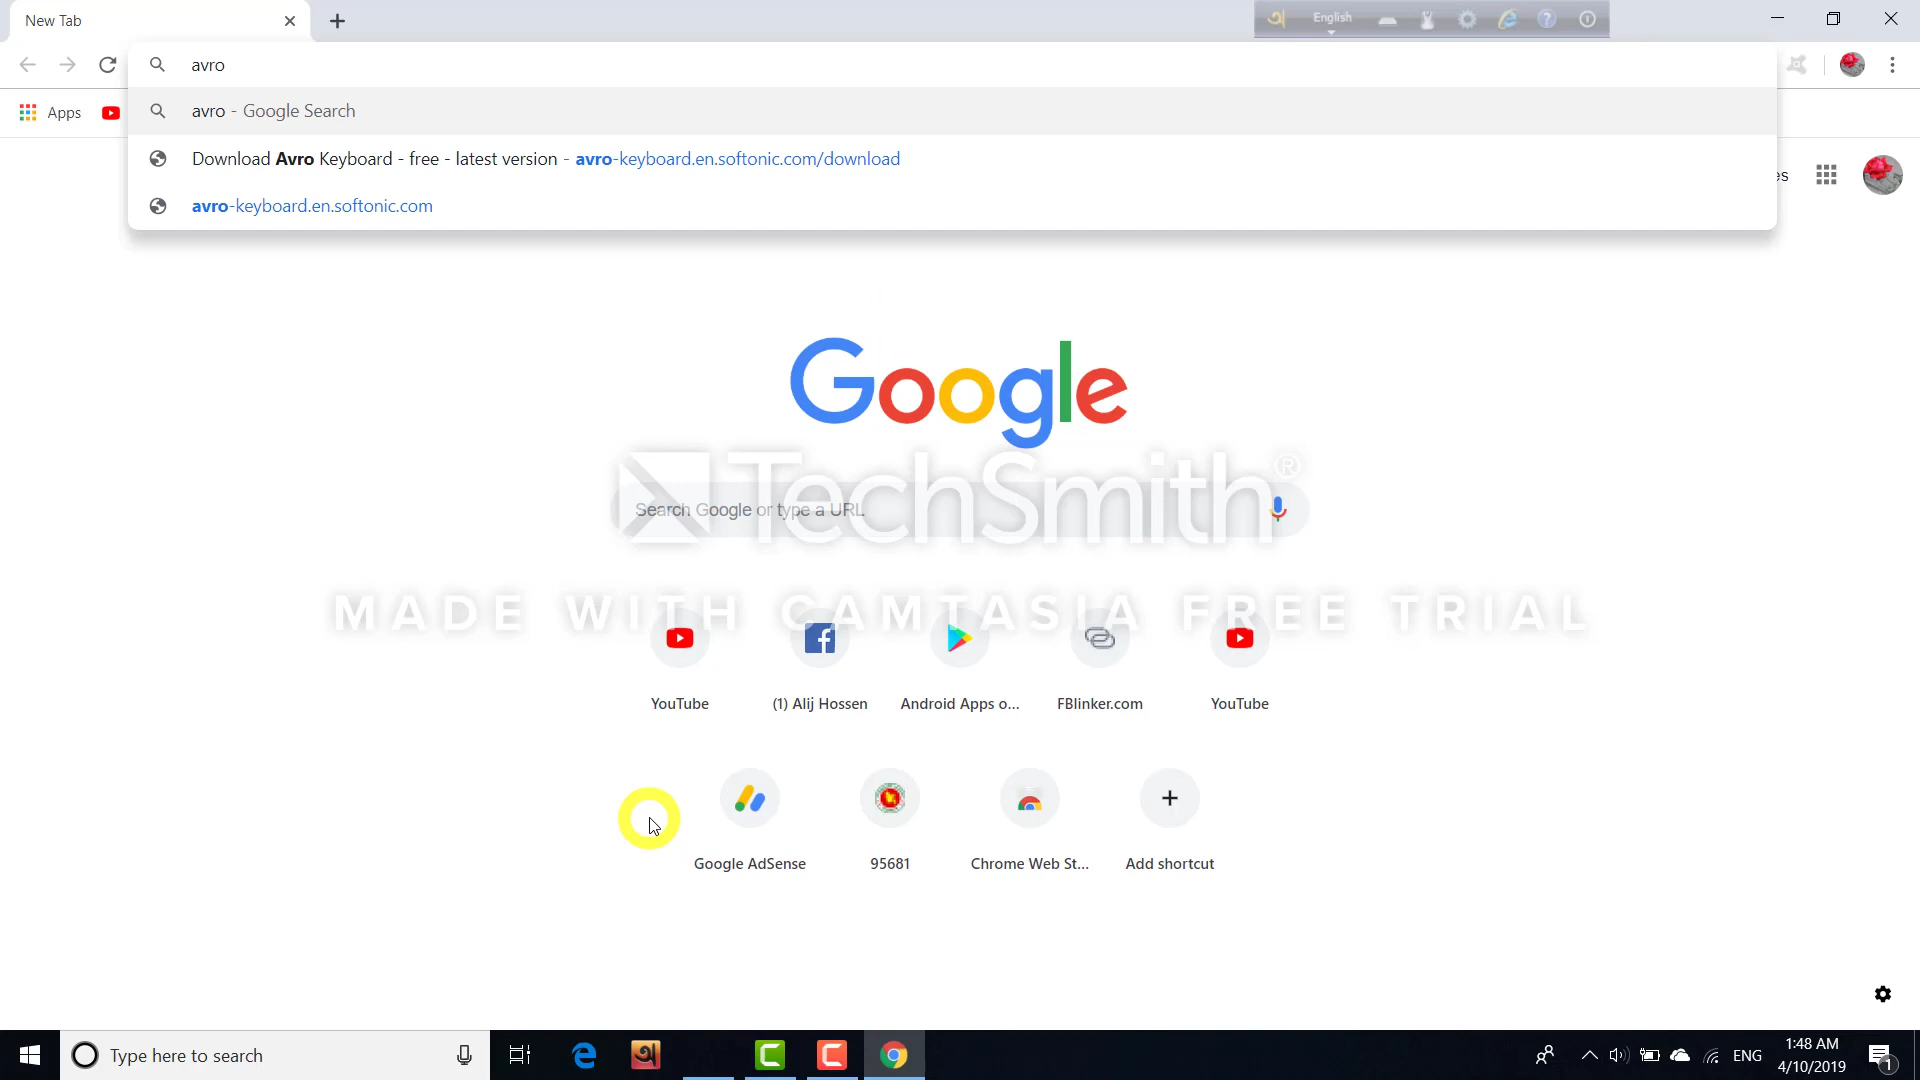 New Tab
English
avro
avro - Google Search
Download Avro Keyboard - free - latest version - avro-keyboard.en.softonic.com/download
avro-keyboard.en.softonic.com
Apps
es
Google
TechSmith®
Search Google or type a URL
MADE WITH CAMTASIA FREE TRIAL
YouTube
(1) Alij Hossen
Android Apps o...
FBlinker.com
YouTube
Google AdSense
95681
Chrome Web St...
Add shortcut
Type here to search
ENG
1:48 AM
4/10/2019
1